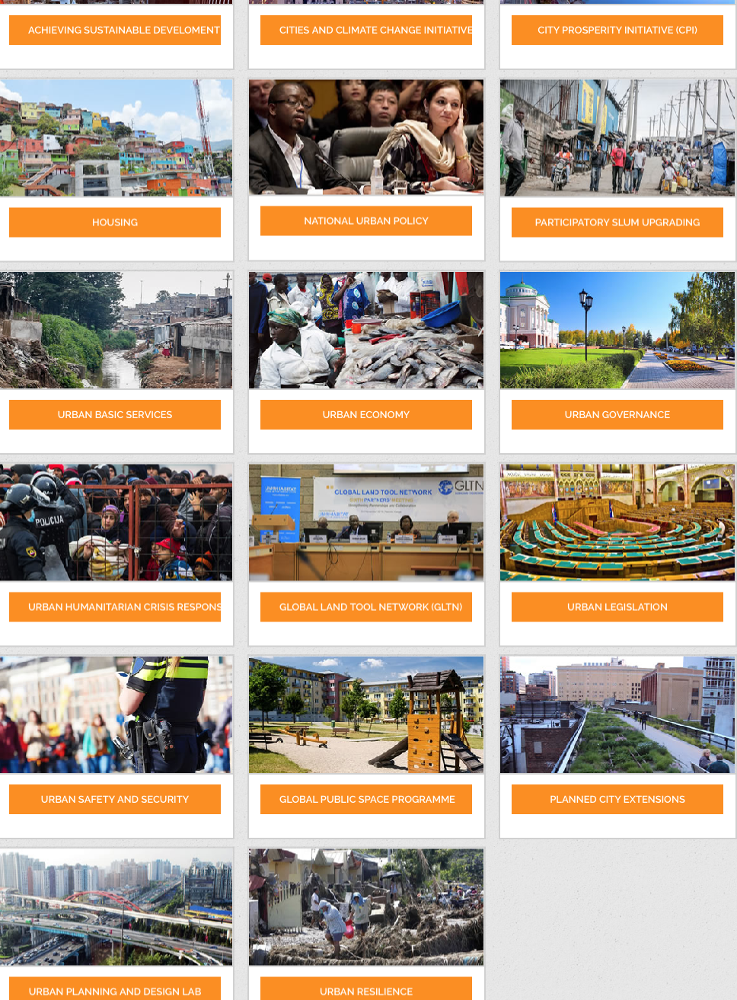 ACHIEVING SUSTAINABLE DEVELOMENT
CITIES AND CLIMATE CHANGE INITIATIVE
CITY PROSPERITY INITIATIVE (CPI)
HOUSING
NATIONAL URBAN POLICY
PARTICIPATORY SLUM UPGRADING
URBAN BASIC SERVICES
URBAN ECONOMY
URBAN GOVERNANCE
POLICIJA
UN HABITAT
GLOBAL LAND TOOL NETWORK
GLTN
URBAN HUMANITARIAN CRISIS RESPONS
GLOBAL LAND TOOL NETWORK (GLTN)
URBAN LEGISLATION
URBAN SAFETY AND SECURITY
GLOBAL PUBLIC SPACE PROGRAMME
PLANNED CITY EXTENSIONS
URBAN PLANNING AND DESIGN LAB
URBAN RESILIENCE